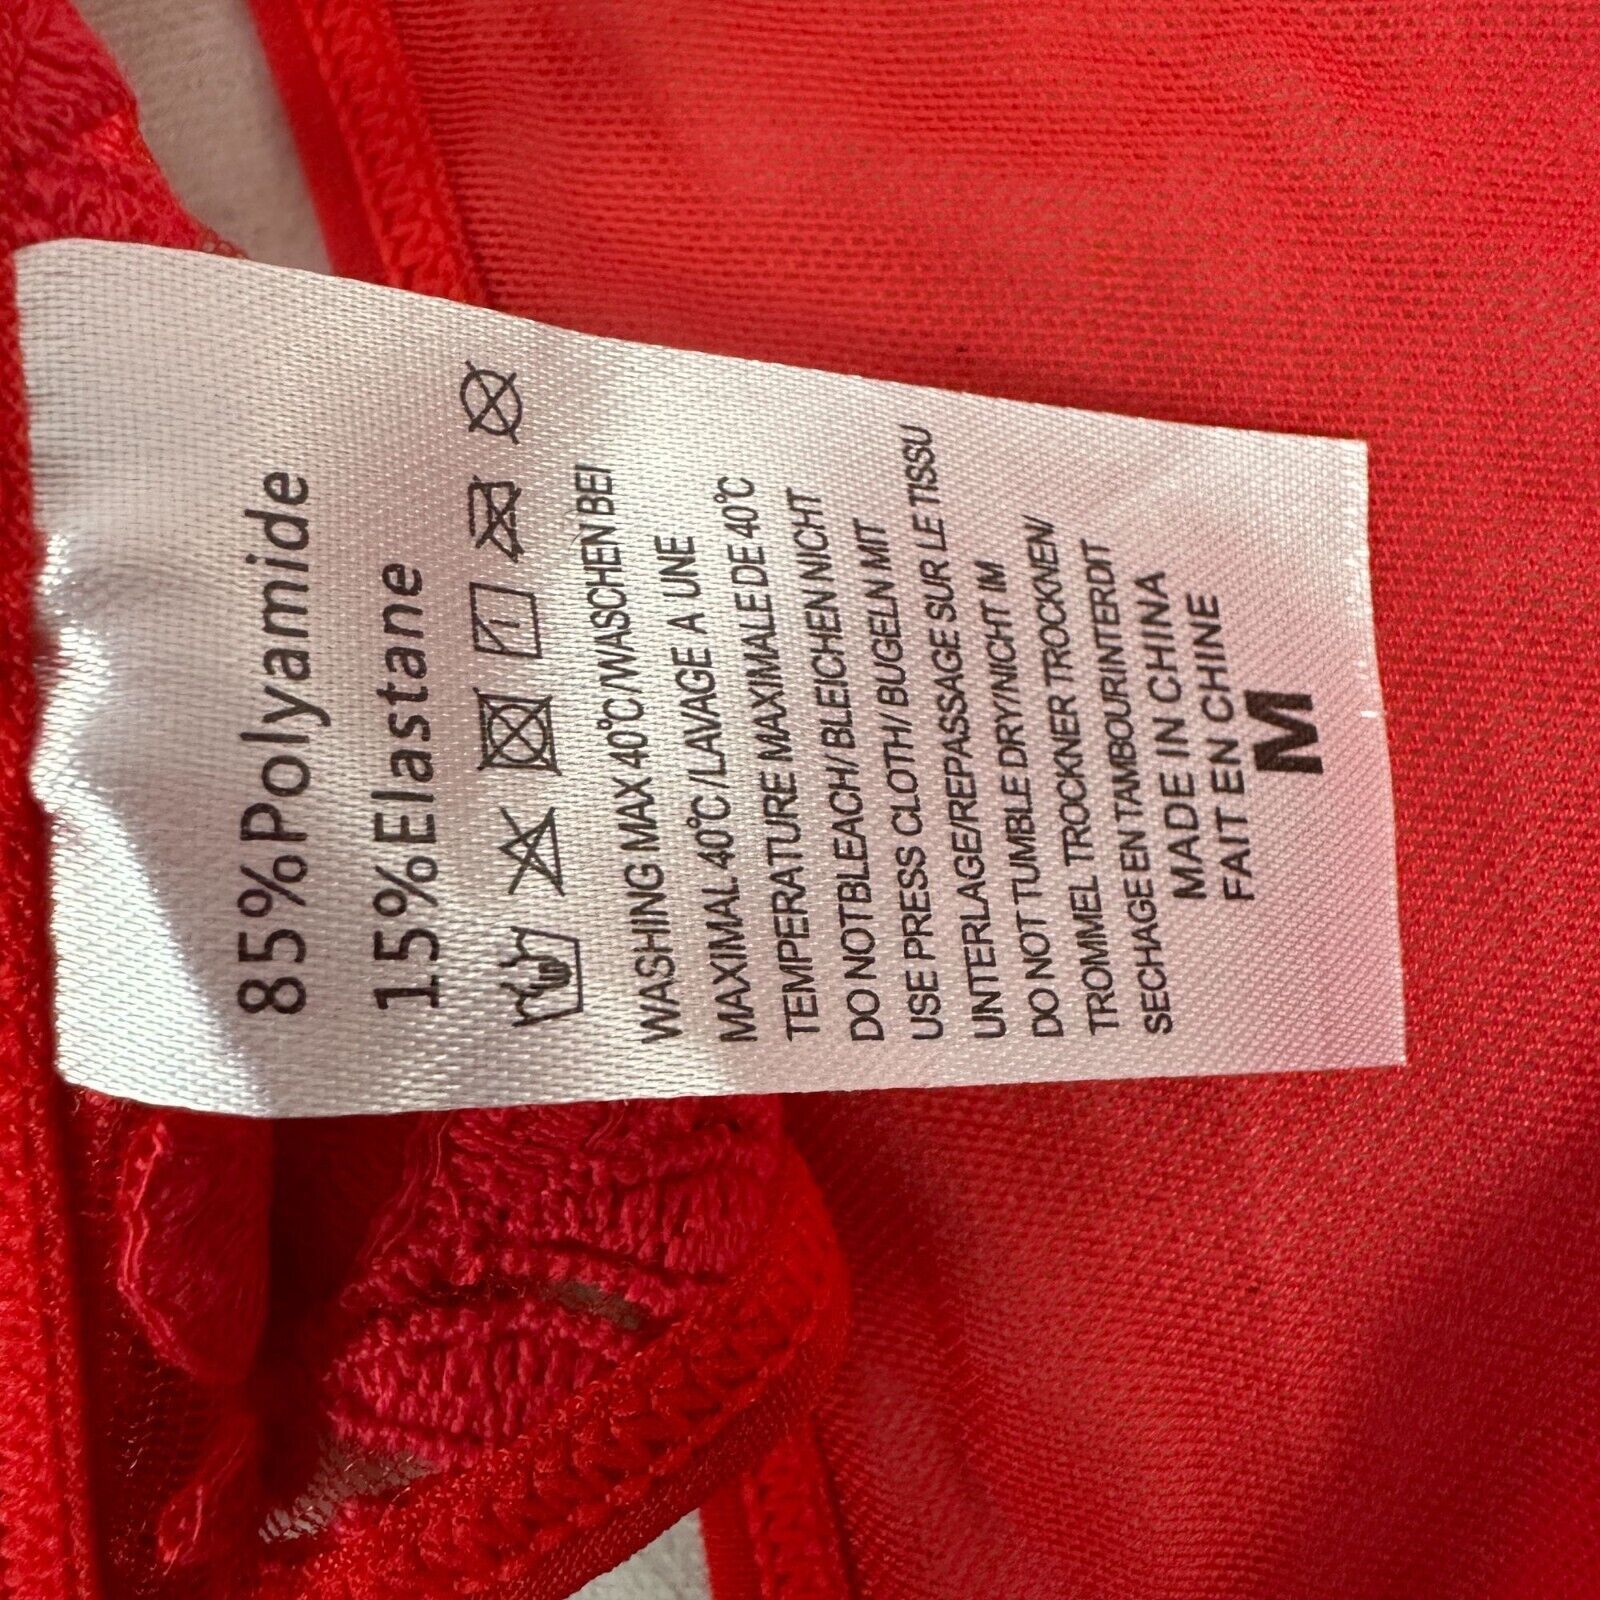 85%Polyamide
15%Elastane
WASHING MAX 40°C/WASCHEN BEI
MAXIMAL 40°C/LAVAGE A UNE
TEMPERATURE MAXIMALE DE 40°C
DO NOTBLEACH/BLEICHEN NICHT
USE PRESS CLOTH/ BUGELN MIT
UNTERLAGE/REPASSAGE SUR LE TISSU
DO NOT TUMBLE DRY/NICHT IM
TROMMEL TROCKNER TROCKNEN/
SECHAGE EN TAMBOURINTERDT
MADE IN CHINA
FAIT EN CHINE
M